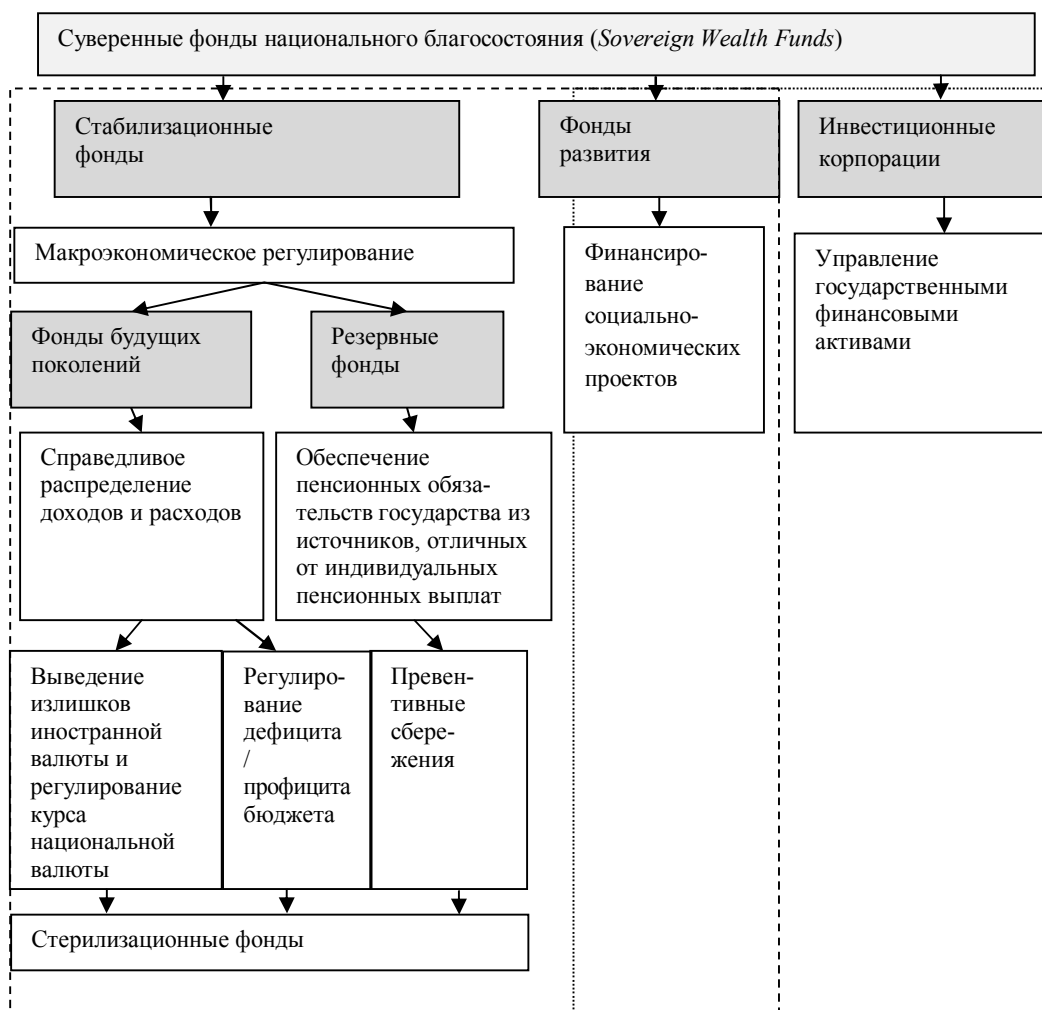 Суверенные фонды национального благосостояния (Sovereign Wealth Funds)
Стабилизационные
фонды
Фонды
развития
Инвестиционные
корпорации
Макроэкономическое регулирование
Финансиро-
вание
социально-
экономических
проектов
Управление
государственными
финансовыми
активами
Фонды будущих
поколений
Резервные
фонды
Справедливое
распределение
доходов и расходов
Обеспечение
пенсионных обяза-
тельств государства из
источников, отличных
от индивидуальных
пенсионных выплат
Выведение
излишков
иностранной
валюты и
регулирование
курса
национальной
валюты
Регулиро-
вание
дефицита
/
профицита
бюджета
Превен-
тивные
сбере-
жения
Стерилизационные фонды